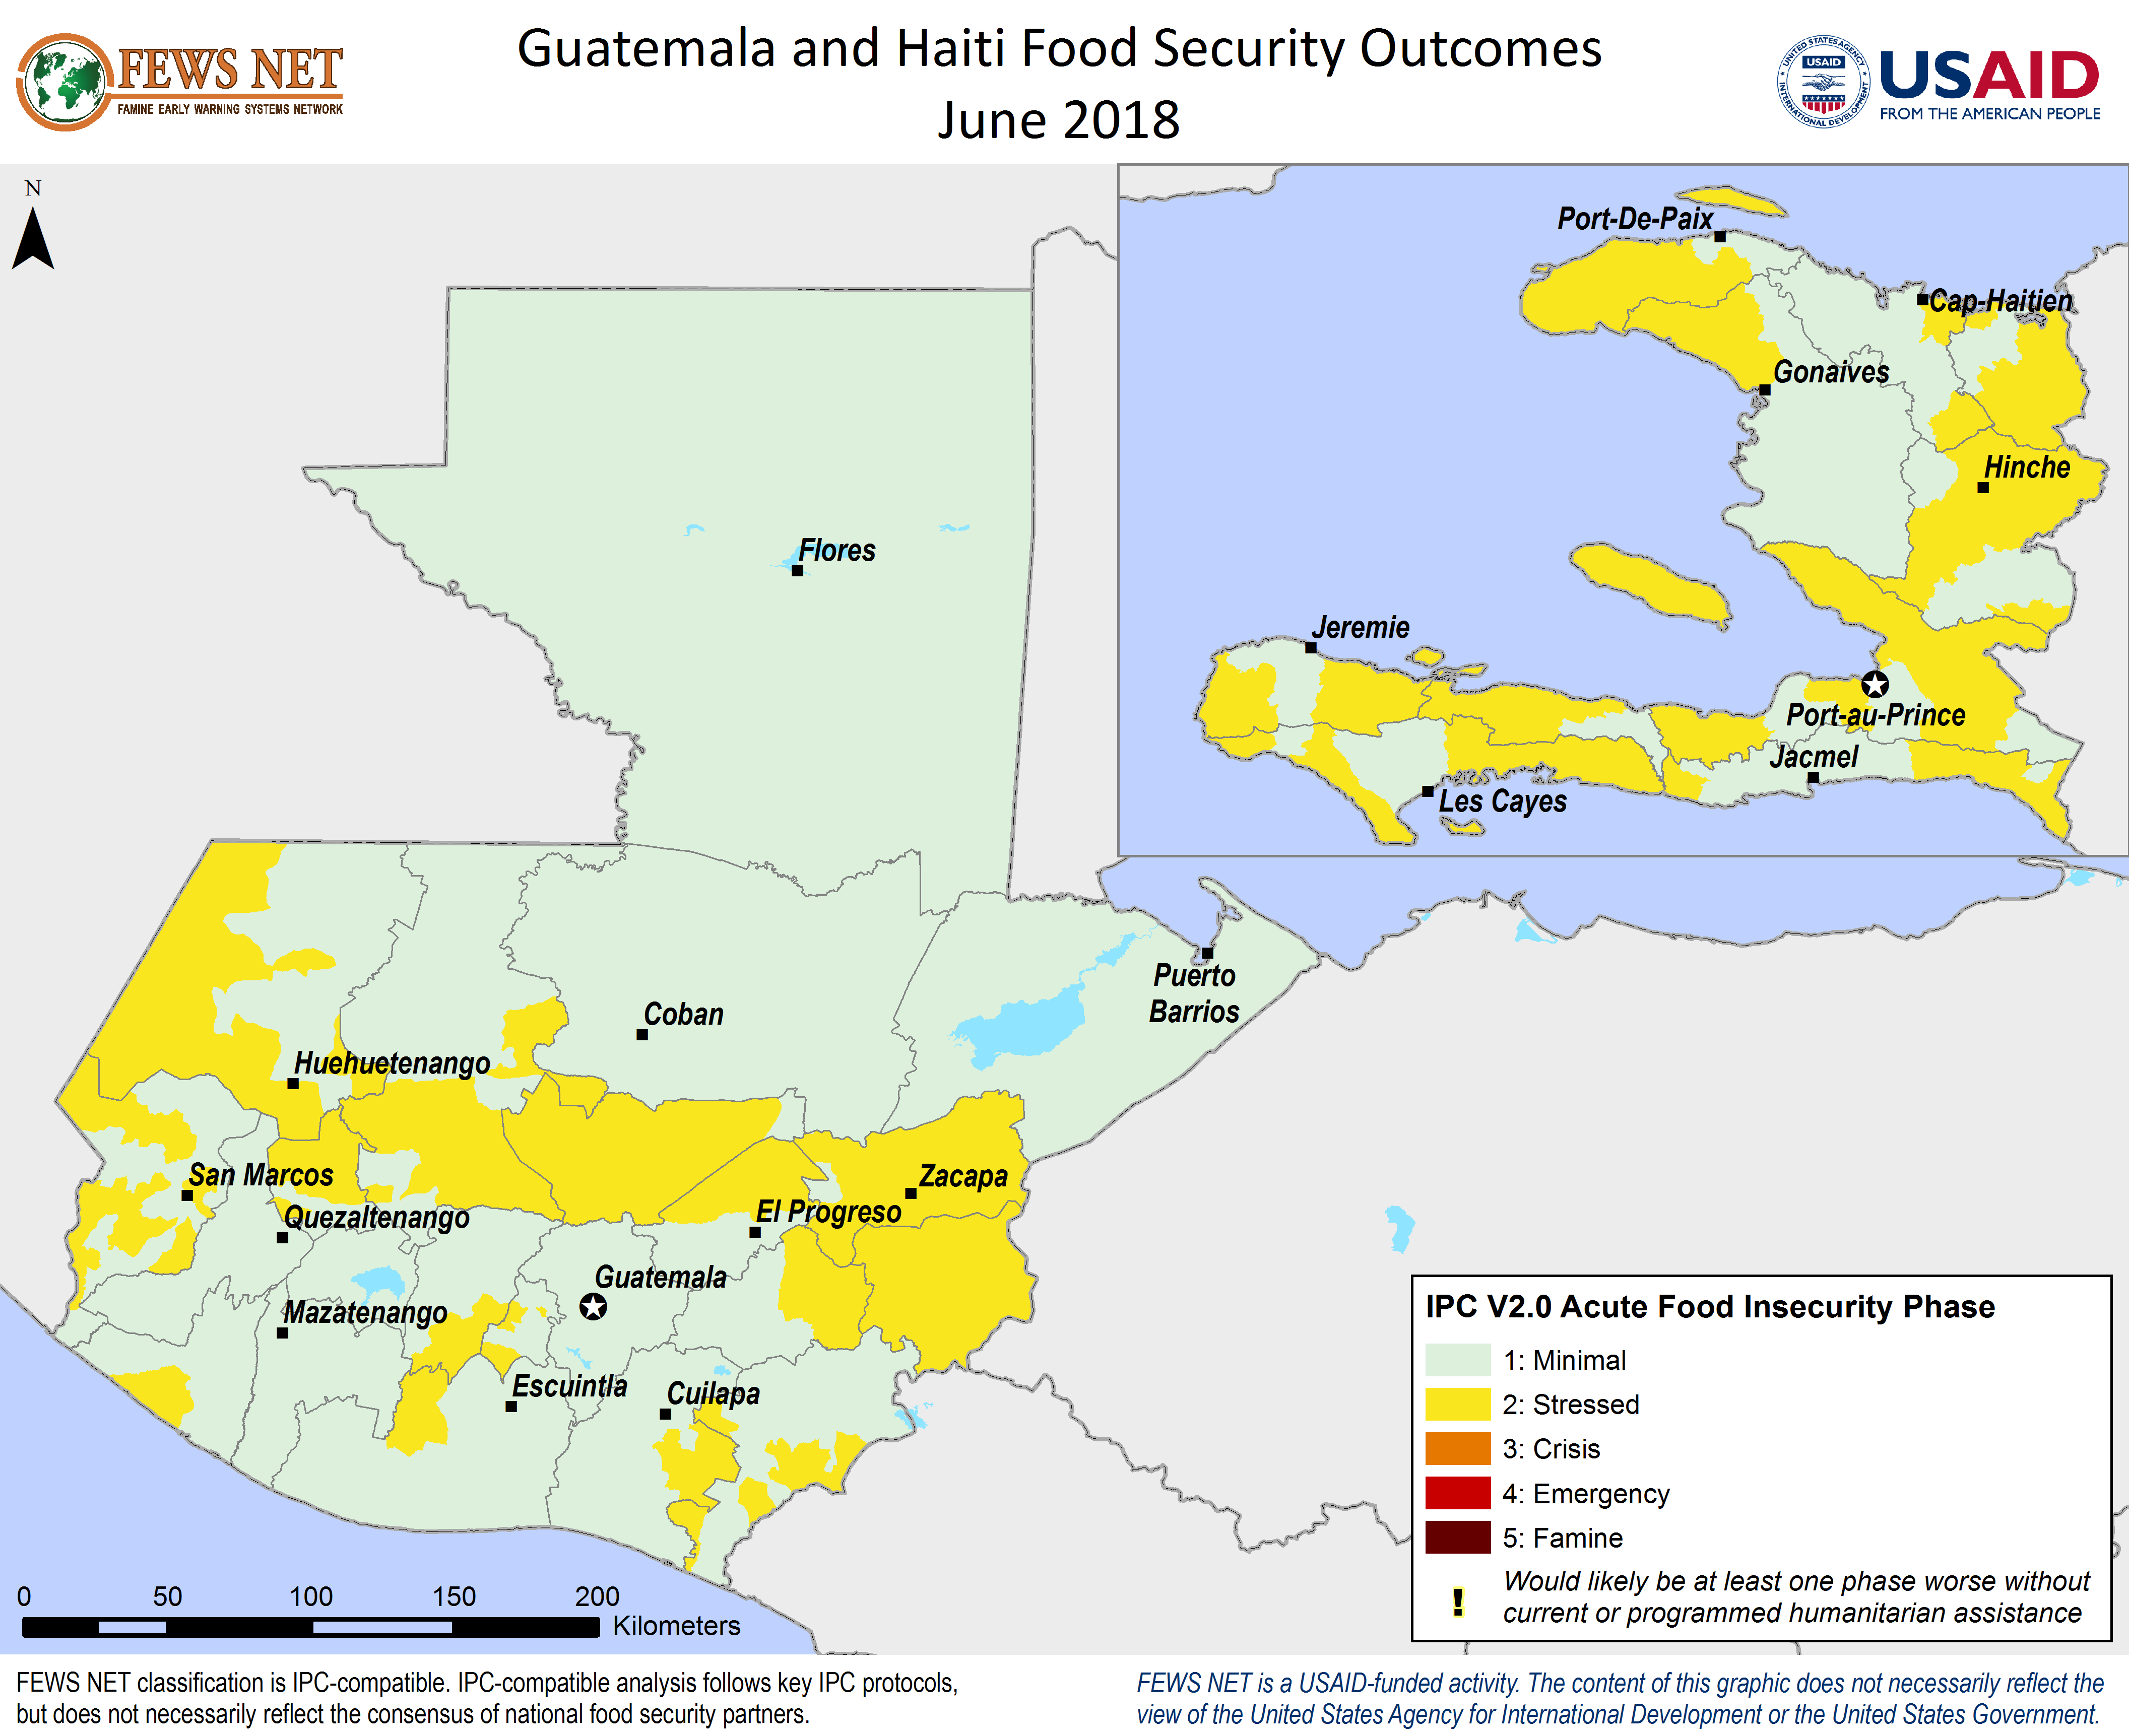 FEWS NET
FAMINE EARLY WARNING SYSTEMS NETWORK
Guatemala and Haiti Food Security Outcomes
June 2018
UNITED STATES AGENCY
USAID
INTERNATIONAL DEVELOPMENT
USAID
FROM THE AMERICAN PEOPLE
N
Port-De-Paix
Cap-Haitien
Gonaives
Hinche
Jeremie
Port-au-Prince
Jacmel
Les Cayes
Flores
Puerto
Barrios
Coban
Huehuetenango
San Marcos
Zacapa
Quezaltenango
El Progreso
Guatemala
Mazatenango
Escuintla
Cuilapa
IPC V2.0 Acute Food Insecurity Phase
1: Minimal
2: Stressed
3: Crisis
4: Emergency
5: Famine
! Would likely be at least one phase worse without
current or programmed humanitarian assistance
0 50 100 150 200
Kilometers
FEWS NET classification is IPC-compatible. IPC-compatible analysis follows key IPC protocols,
but does not necessarily reflect the consensus of national food security partners.
FEWS NET is a USAID-funded activity. The content of this graphic does not necessarily reflect the
view of the United States Agency for International Development or the United States Government.